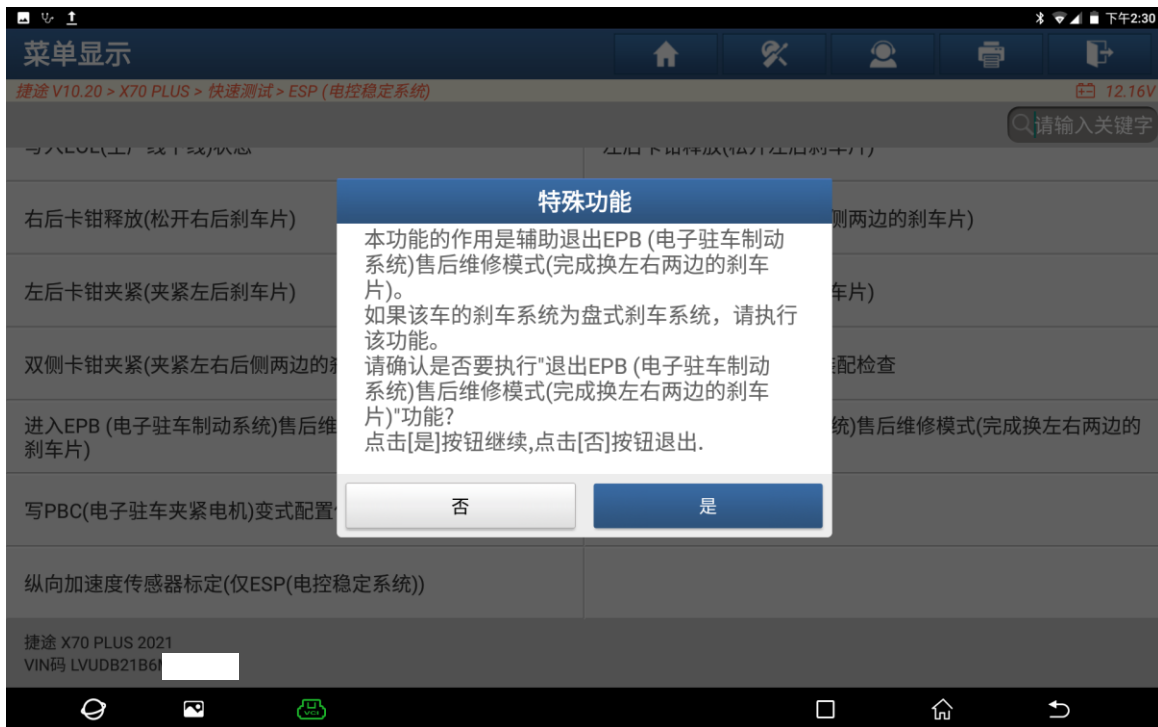 下午2:30
菜单显示
捷途 V10.20 > X70 PLUS > 快速测试 > ESP (电控稳定系统)
12.16V
请输入关键字
右后卡钳释放(松开右后刹车片)
侧两边的刹车片)
左后卡钳夹紧(夹紧左后刹车片)
车片)
双侧卡钳夹紧(夹紧左右后侧两边的
配检查
进入EPB (电子驻车制动系统)售后维
刹车片)
统)售后维修模式(完成换左右两边的
写PBC(电子驻车夹紧电机)变式配置
纵向加速度传感器标定(仅ESP(电控稳定系统))
特殊功能
本功能的作用是辅助退出EPB (电子驻车制动
系统)售后维修模式(完成换左右两边的刹车
片)。
如果该车的刹车系统为盘式刹车系统，请执行
该功能。
请确认是否要执行"退出EPB (电子驻车制动
系统)售后维修模式(完成换左右两边的刹车
片)"功能?
点击[是]按钮继续,点击[否]按钮退出.
否
是
捷途 X70 PLUS 2021
VIN码 LVUDB21B6
VCI